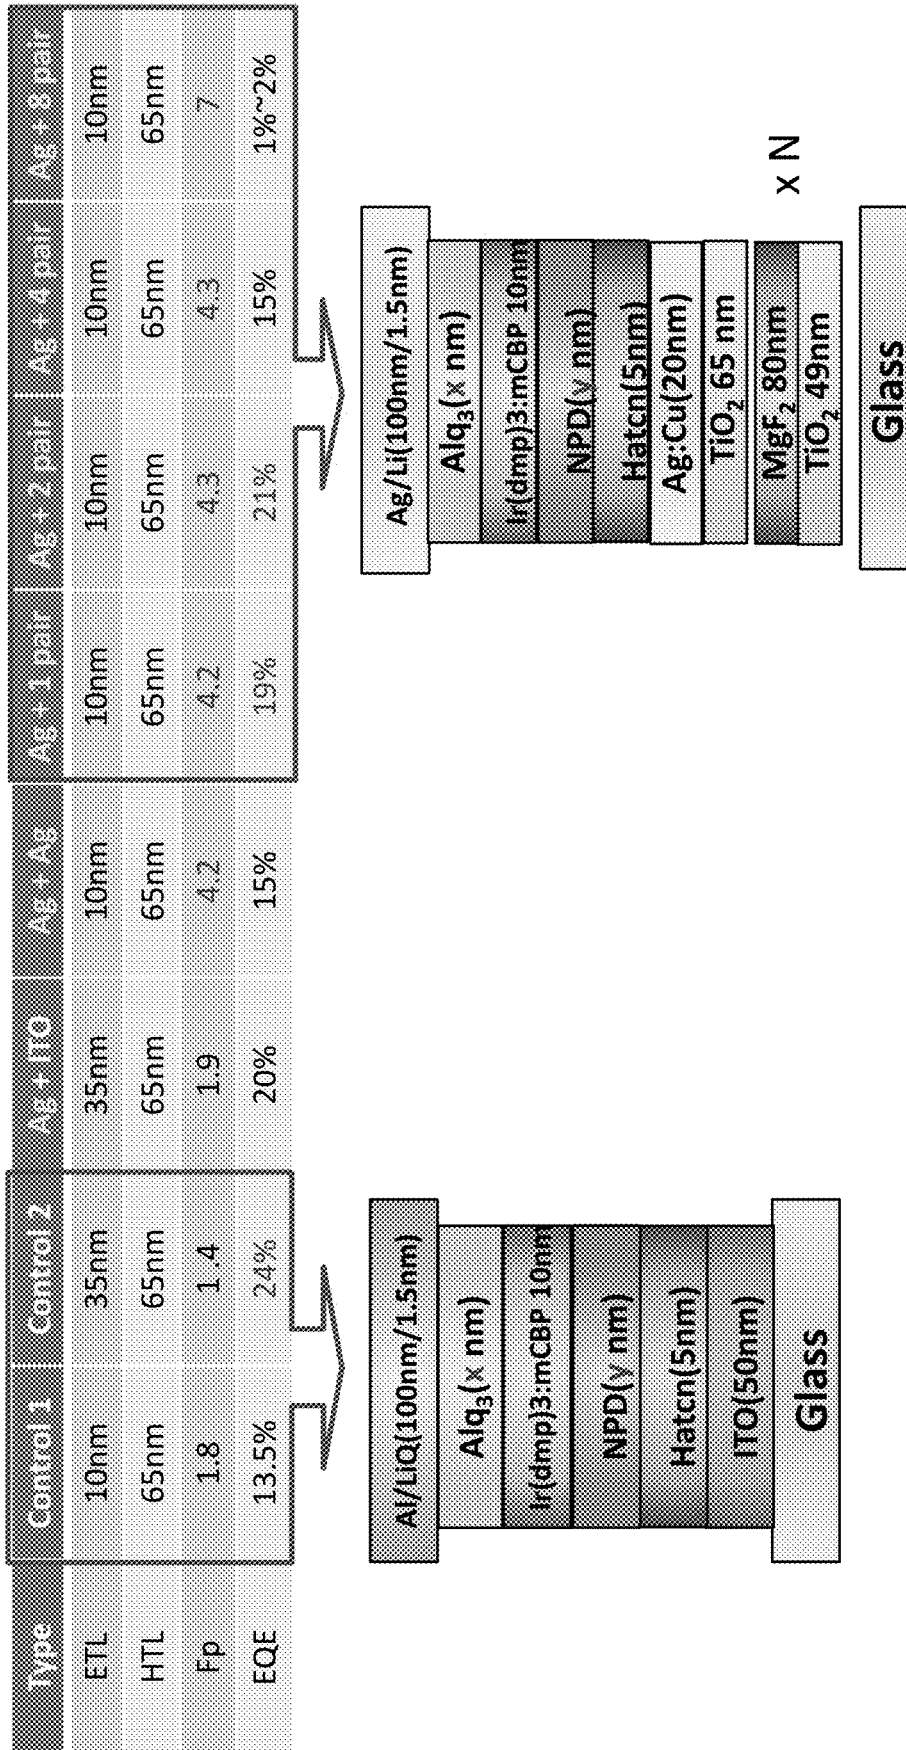 Type Control 1 Control 2 Ag + ITO Ag + Ag Ag + 1 pair Ag + 2 pair Ag + 4 pair Ag + 8 pair
ETL 10nm 35nm 35nm 10nm 10nm 10nm 10nm 10nm
HTL 65nm 65nm 65nm 65nm 65nm 65nm 65nm 65nm
Fp 1.8 1.4 1.9 4.2 4.2 4.3 4.3 7
EQE 13.5% 24% 20% 15% 19% 21% 15% 1%~2%
Al/LiQ(100nm/1.5nm)
Alq₃(x nm)
Ir(dmp)3:mCBP 10nm
NPD(y nm)
Hatcn(5nm)
ITO(50nm)
Glass
Ag/Li(100nm/1.5nm)
Alq₃(x nm)
Ir(dmp)3:mCBP 10nm
NPD(y nm)
Hatcn(5nm)
Ag:Cu(20nm)
TiO₂ 65 nm
MgF₂ 80nm
TiO₂ 49nm
x N
Glass